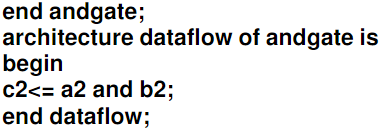 end andgate;
architecture dataflow of andgate is
begin
c2<= a2 and b2;
end dataflow;